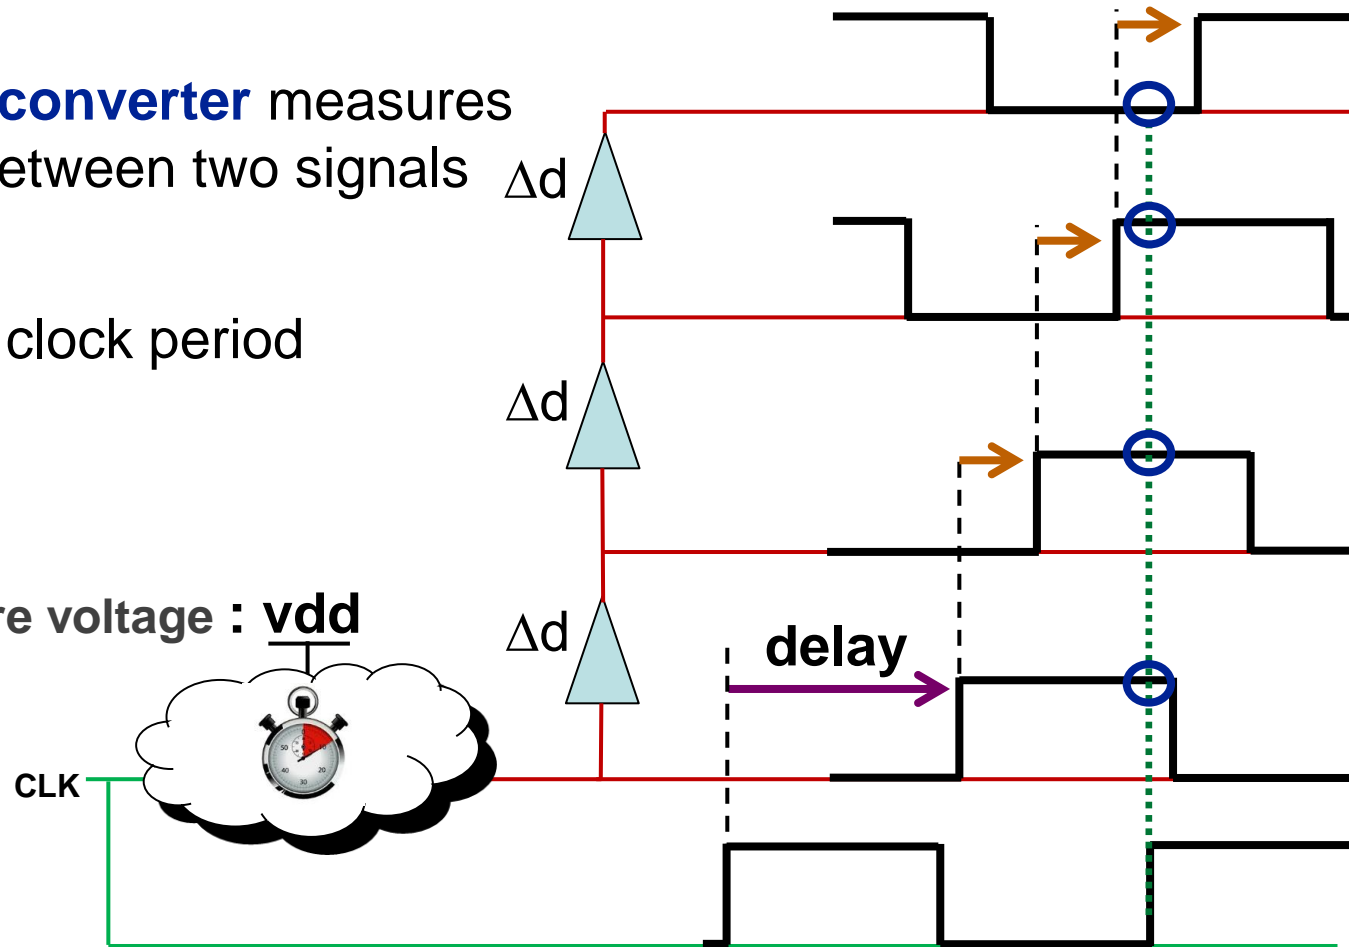 converter measures
etween two signals
Δd
clock period
Δd
re voltage : vdd
Δd
delay
CLK